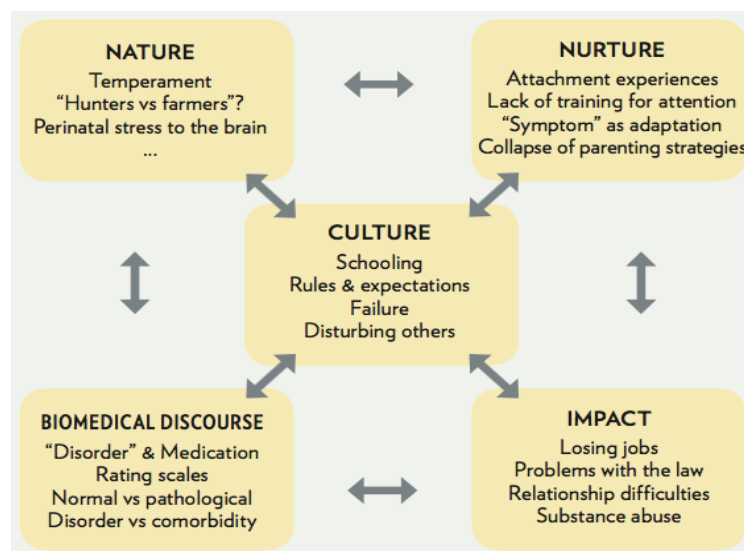 NATURE
Temperament
“Hunters vs farmers”?
Perinatal stress to the brain
...
NURTURE
Attachment experiences
Lack of training for attention
“Symptom” as adaptation
Collapse of parenting strategies
CULTURE
Schooling
Rules & expectations
Failure
Disturbing others
BIOMEDICAL DISCOURSE
“Disorder” & Medication
Rating scales
Normal vs pathological
Disorder vs comorbidity
IMPACT
Losing jobs
Problems with the law
Relationship difficulties
Substance abuse